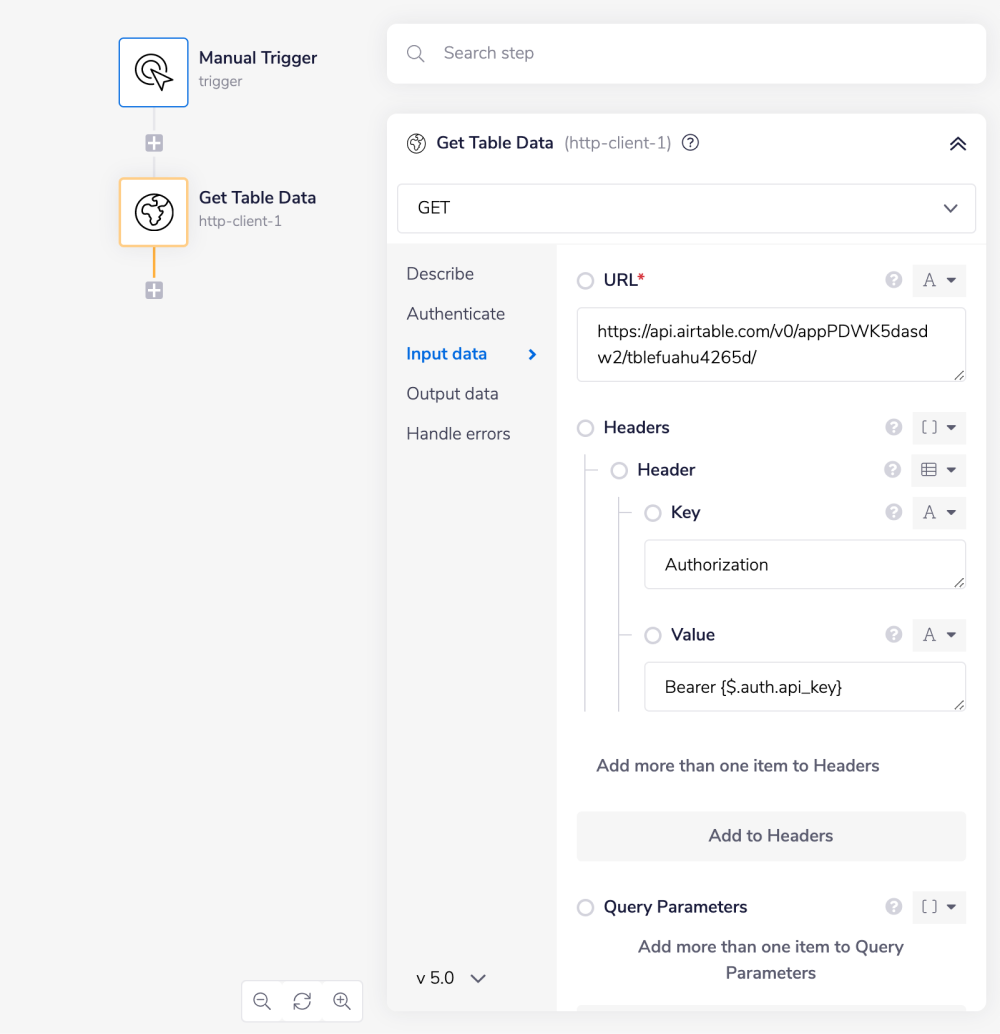 Manual Trigger
trigger
Get Table Data
http-client-1
Search step
Get Table Data (http-client-1)
GET
Describe
Authenticate
Input data
Output data
Handle errors
v 5.0
URL*
A
https://api.airtable.com/v0/appPDWK5dasd
w2/tblefuahu4265d/
Headers
[ ]
Header
Key
A
Authorization
Value
A
Bearer {$.auth.api_key}
Add more than one item to Headers
Add to Headers
Query Parameters
[ ]
Add more than one item to Query
Parameters